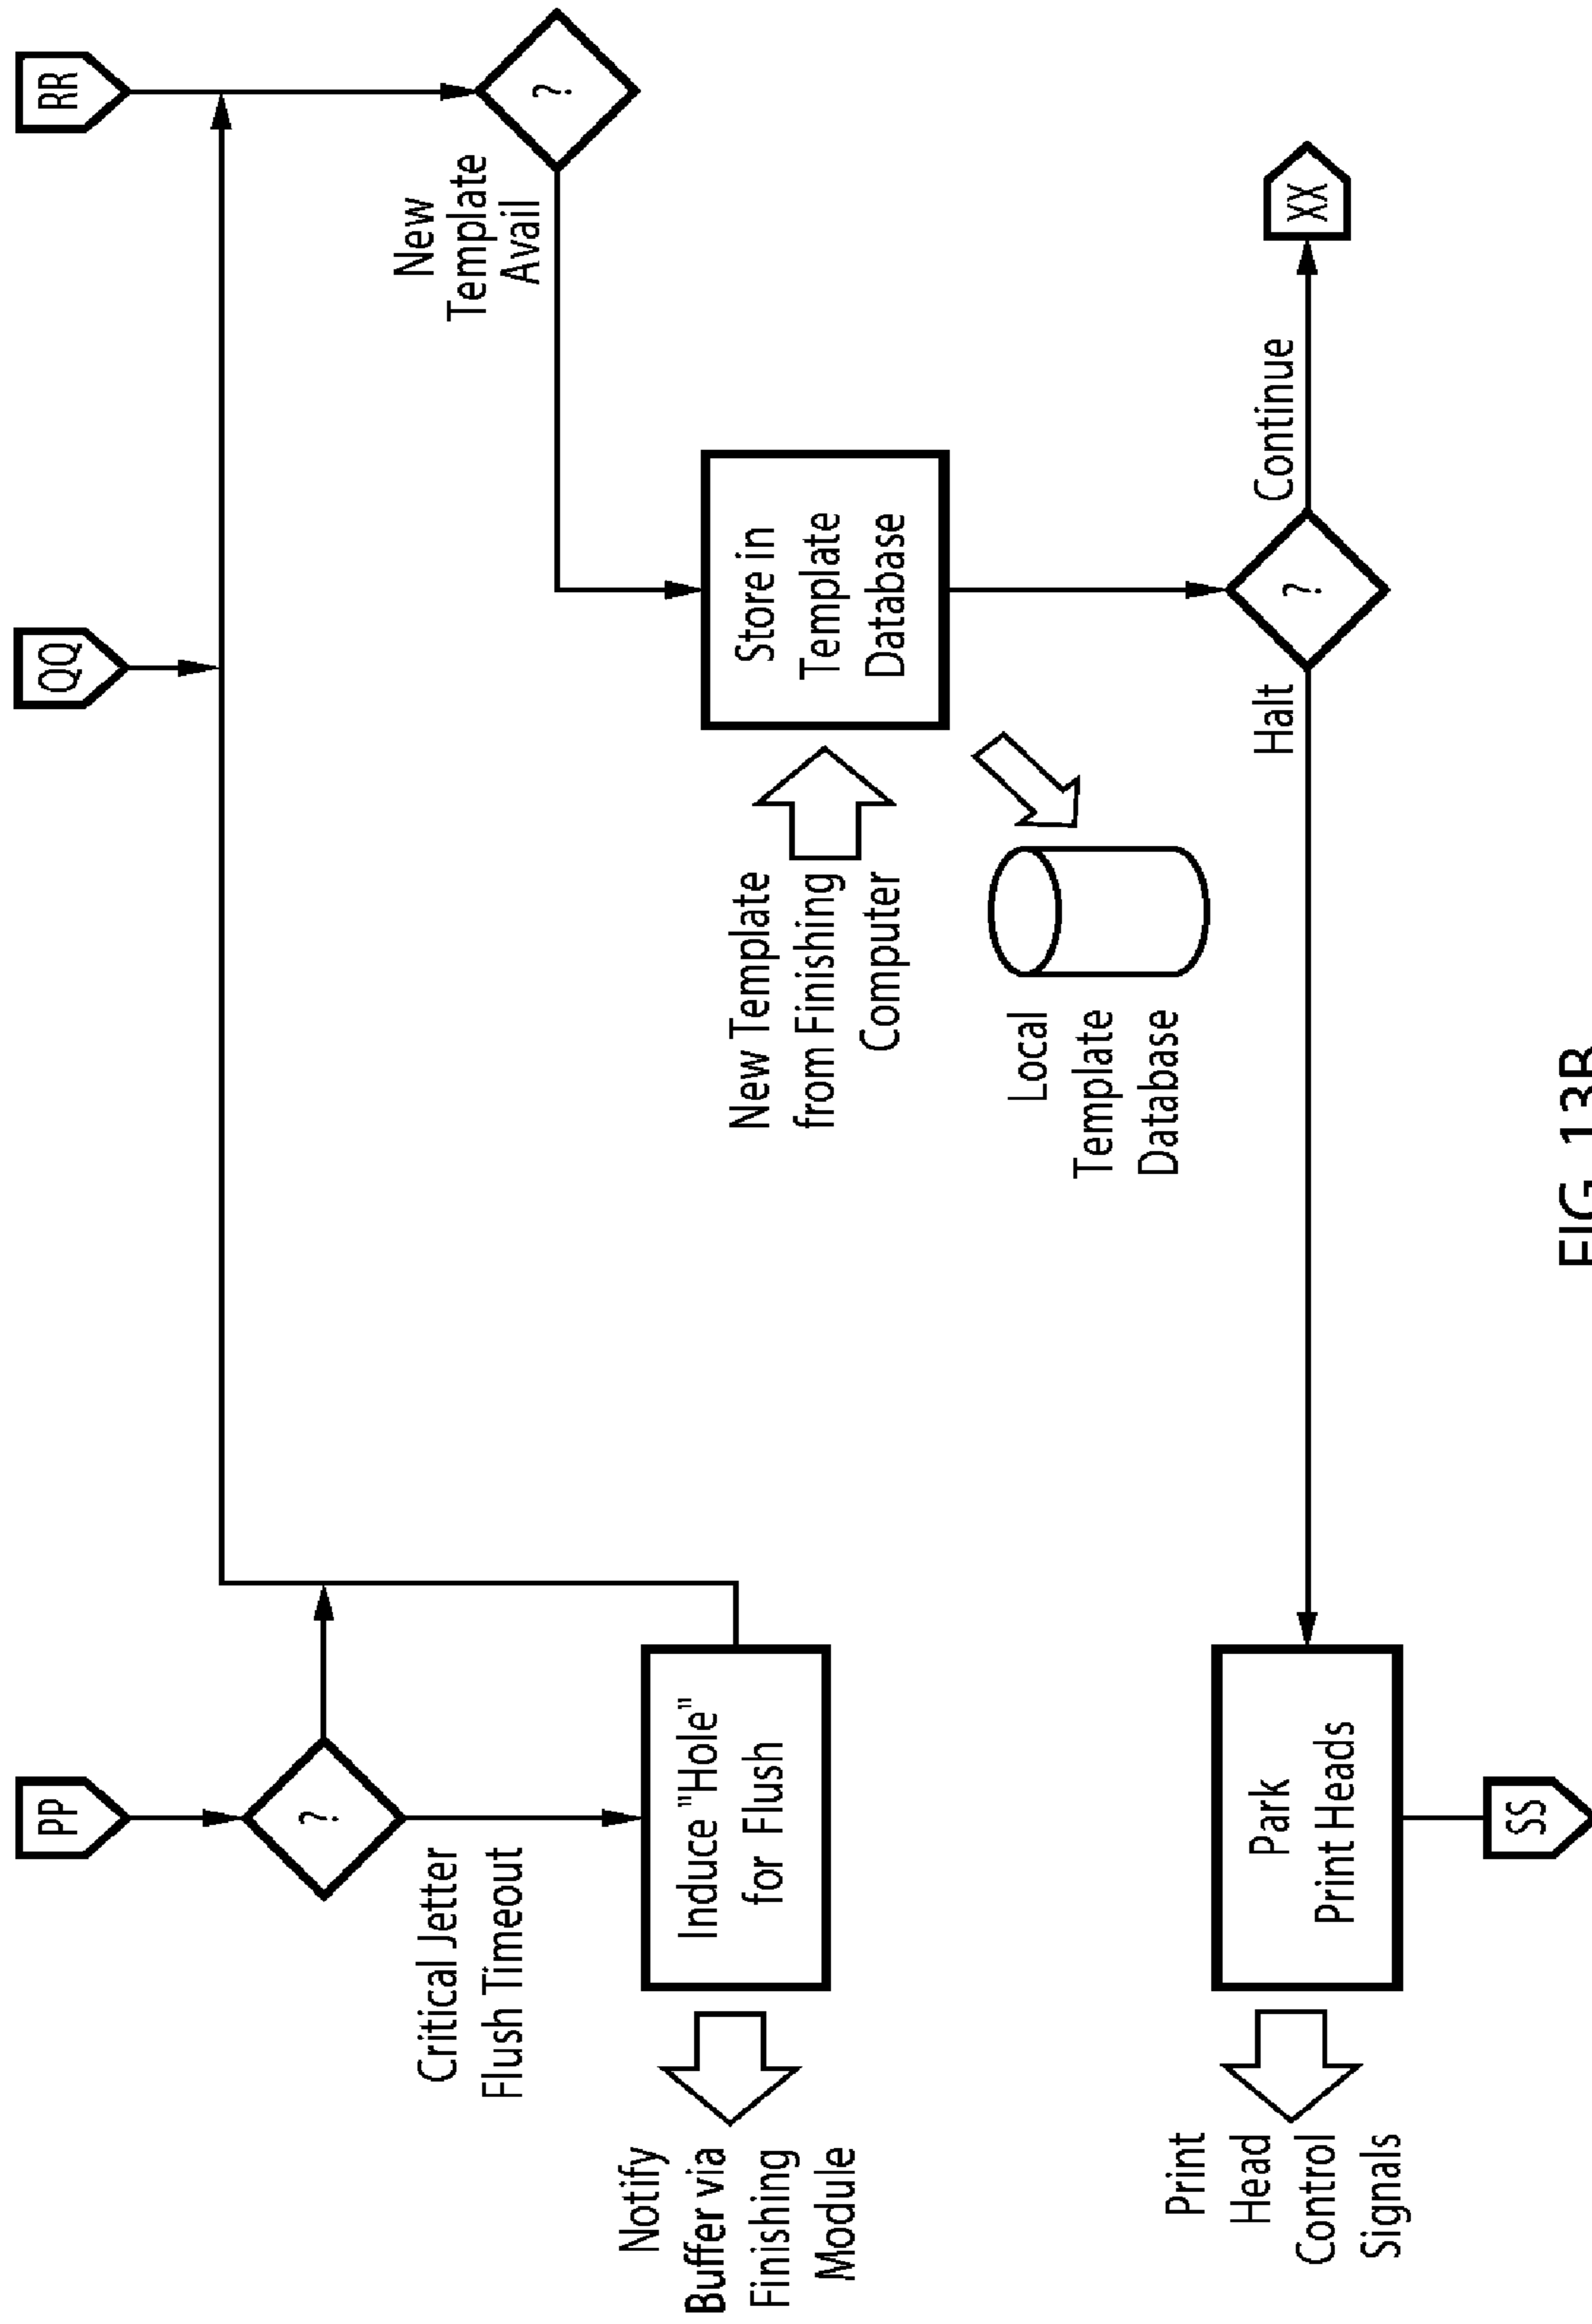 PP
QQ
RR
?
Critical Jetter
Flush Timeout
?
New
Template
Avail
Notify
Buffer via
Finishing
Module
Induce "Hole"
for Flush
New Template
from Finishing
Computer
Store in
Template
Database
Local
Template
Database
Print
Head
Control
Signals
Park
Print Heads
Halt
?
Continue
XX
SS
FIG. 13B